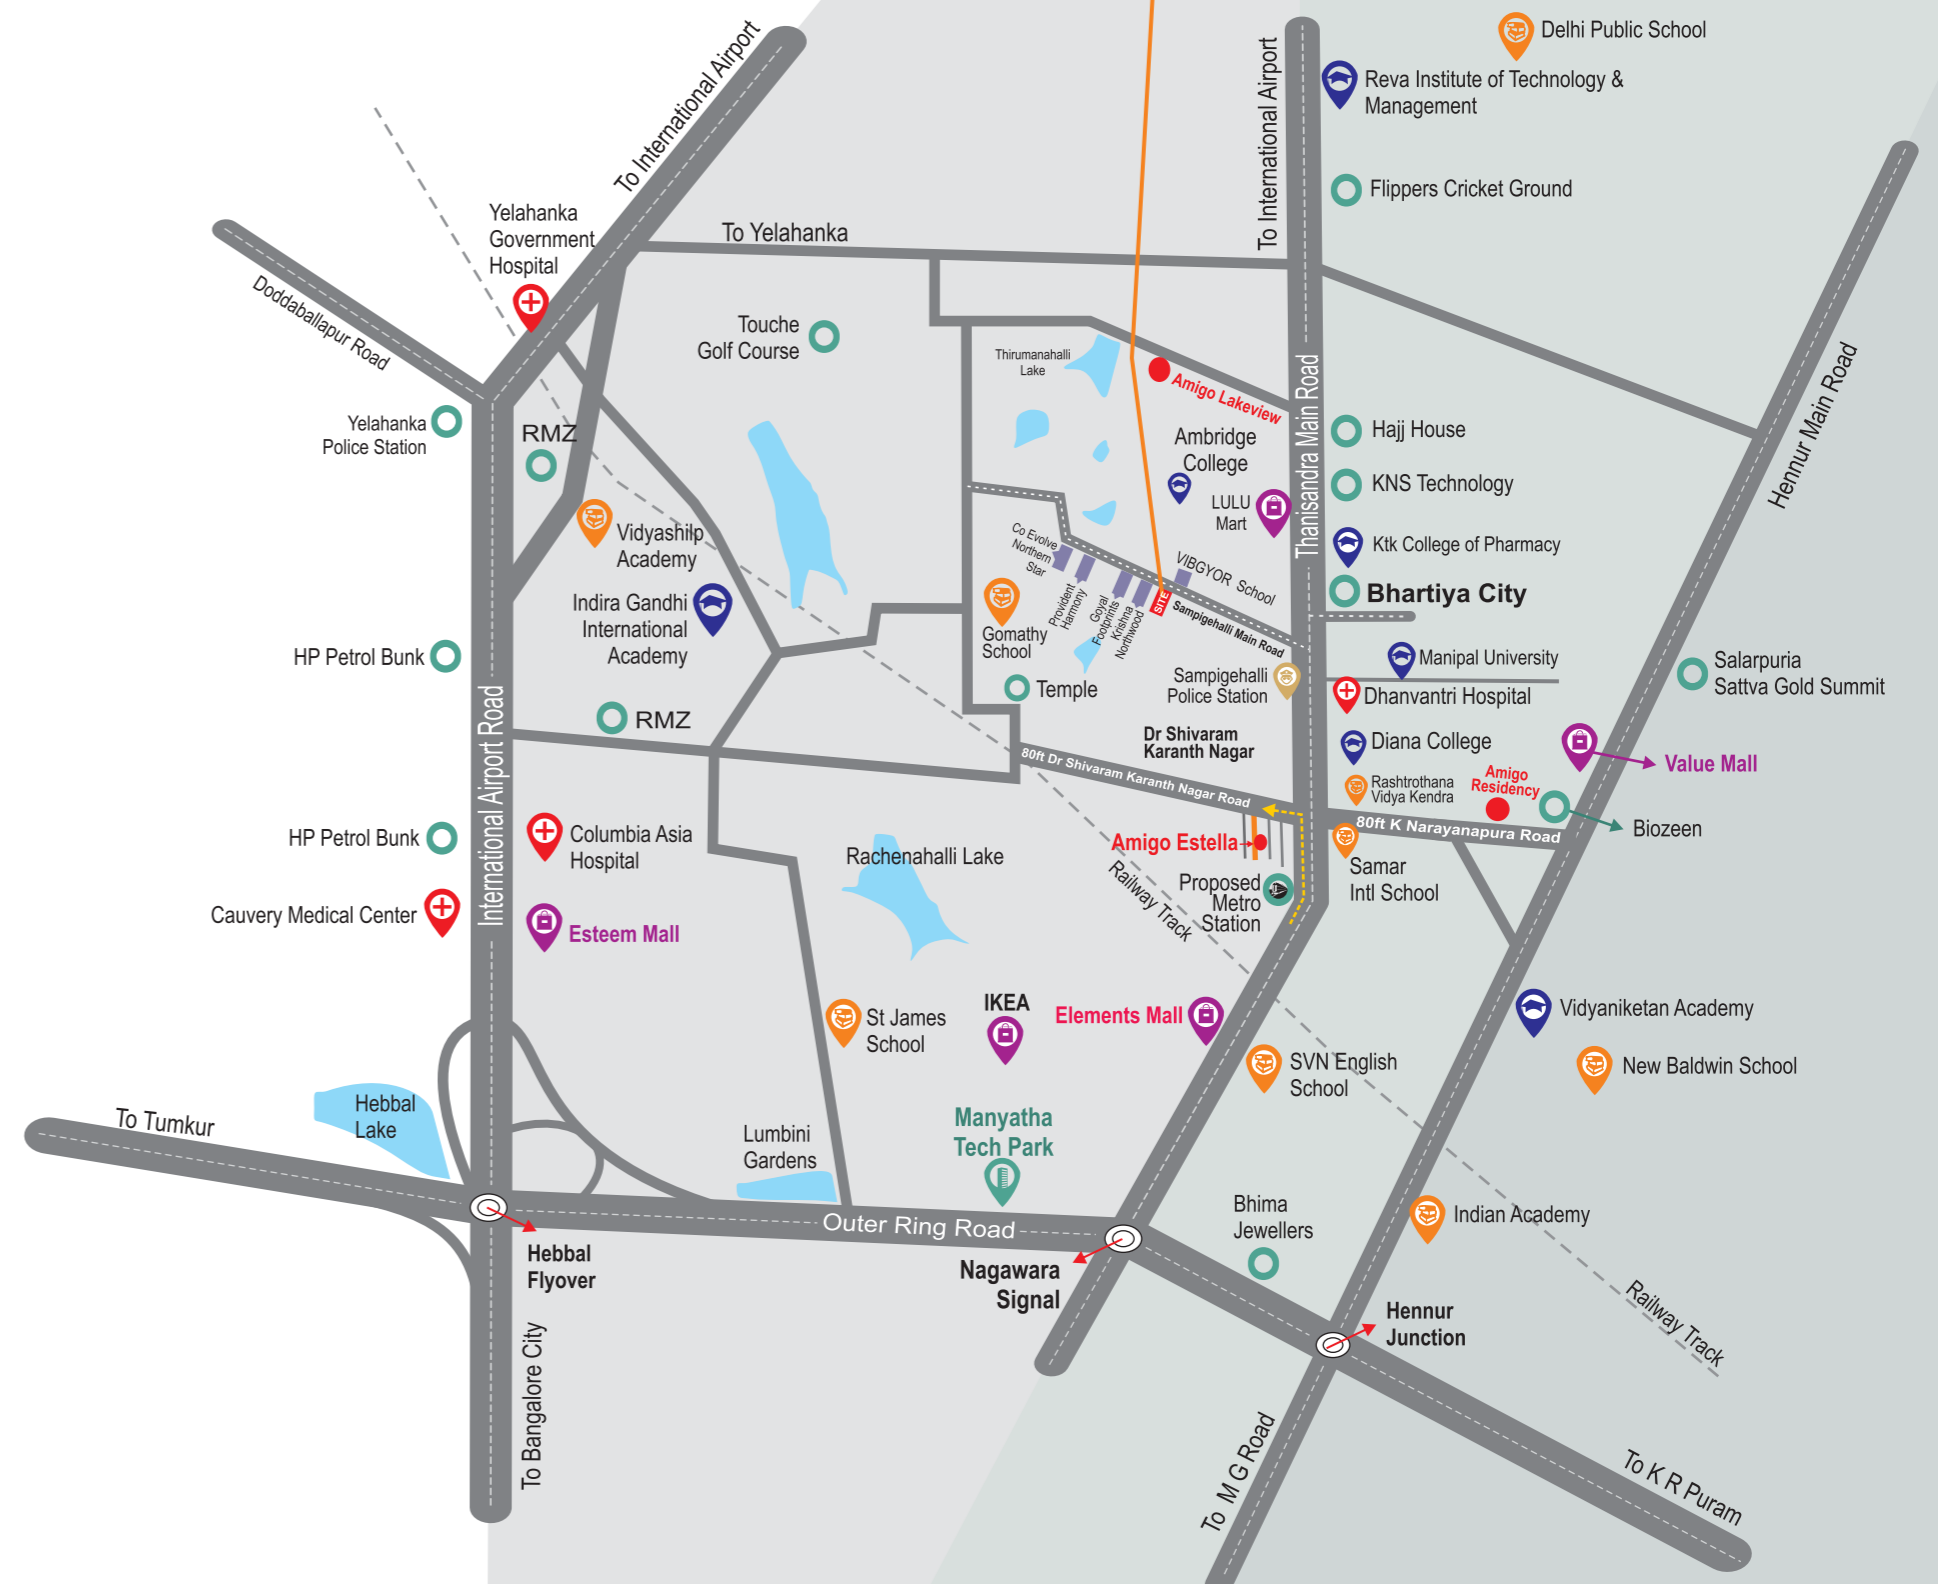 Delhi Public School
Reva Institute of Technology &
Management
To International Airport
To International Airport
Flippers Cricket Ground
Yelahanka
Government
Hospital
To Yelahanka
Doddaballapur Road
Touche
Golf Course
Thirumanahalli
Lake
Amigo Lakeview
Thanisandra Main Road
Hennur Main Road
Yelahanka
Police Station
RMZ
Ambridge
College
Hajj House
LULU
Mart
KNS Technology
Vidyashilp
Academy
Co Evolve
Northern
Star
Provident
Harmony
Goyal
Footprints
Krishna
Northwood
SITE
VIBGYOR School
Sampigehalli Main Road
Ktk College of Pharmacy
Bhartiya City
Indira Gandhi
International
Academy
Gomathy
School
HP Petrol Bunk
Temple
Sampigehalli
Police Station
Manipal University
Dhanvantri Hospital
Salarpuria
Sattva Gold Summit
RMZ
International Airport Road
Dr Shivaram
Karanth Nagar
Diana College
80ft Dr Shivaram Karanth Nagar Road
Rashtrothana
Vidya Kendra
Amigo
Residency
Value Mall
80ft K Narayanapura Road
Biozeen
HP Petrol Bunk
Columbia Asia
Hospital
Rachenahalli Lake
Amigo Estella
Samar
Intl School
Railway Track
Proposed
Metro
Station
Cauvery Medical Center
Esteem Mall
St James
School
IKEA
Elements Mall
Vidyaniketan Academy
SVN English
School
New Baldwin School
Hebbal
Lake
To Tumkur
Lumbini
Gardens
Manyatha
Tech Park
Outer Ring Road
Bhima
Jewellers
Indian Academy
Hebbal
Flyover
Nagawara
Signal
Hennur
Junction
Railway Track
To Bangalore City
To M G Road
To K R Puram